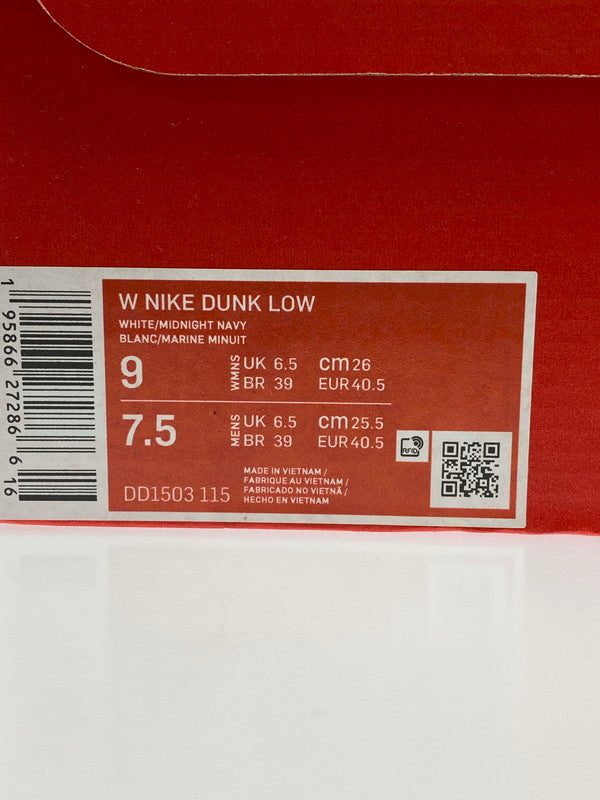 1 95866 27286 6 16
W NIKE DUNK LOW
WHITE/MIDNIGHT NAVY
BLANC/MARINE MINUIT
9
WMNS
UK 6.5 cm 26
BR 39 EUR 40.5
7.5
MENS
UK 6.5 cm 25.5
BR 39 EUR 40.5
RFID
DD1503 115
MADE IN VIETNAM /
FABRIQUE AU VIETNAM /
FABRICADO NO VIETNÃ /
HECHO EN VIETNAM